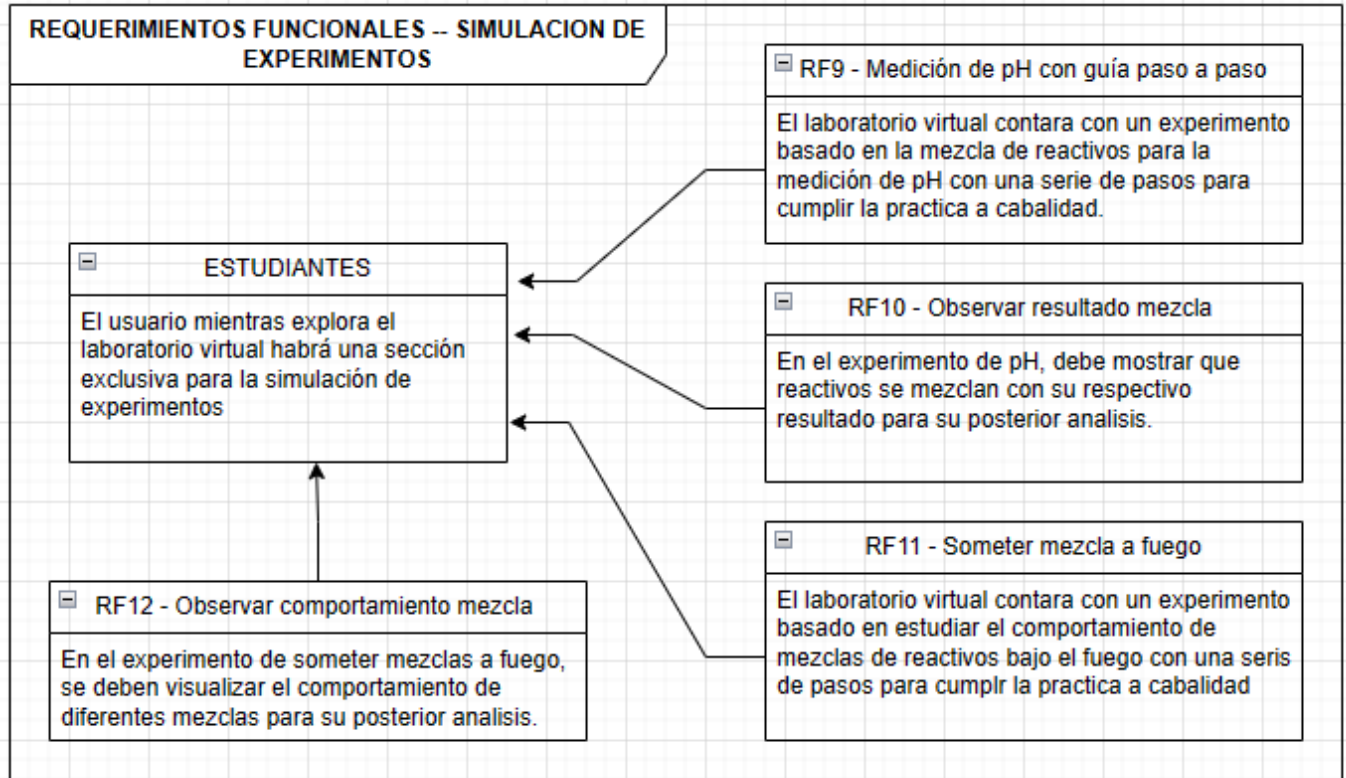 REQUERIMIENTOS FUNCIONALES -- SIMULACION DE
EXPERIMENTOS
RF9 - Medición de pH con guía paso a paso
El laboratorio virtual contara con un experimento
basado en la mezcla de reactivos para la
medición de pH con una serie de pasos para
cumplir la practica a cabalidad.
ESTUDIANTES
El usuario mientras explora el
laboratorio virtual habrá una sección
exclusiva para la simulación de
experimentos
RF10 - Observar resultado mezcla
En el experimento de pH, debe mostrar que
reactivos se mezclan con su respectivo
resultado para su posterior analisis.
RF11 - Someter mezcla a fuego
El laboratorio virtual contara con un experimento
basado en estudiar el comportamiento de
mezclas de reactivos bajo el fuego con una seris
de pasos para cumplr la practica a cabalidad
RF12 - Observar comportamiento mezcla
En el experimento de someter mezclas a fuego,
se deben visualizar el comportamiento de
diferentes mezclas para su posterior analisis.